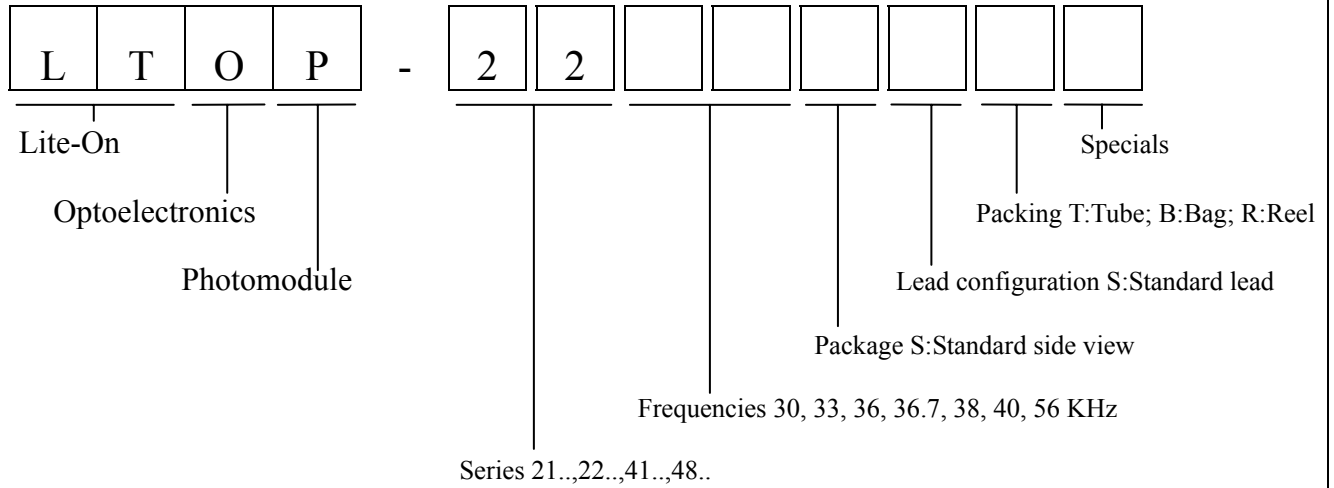 L T O P - 2 2
Lite-On
Specials
Optoelectronics
Packing T:Tube; B:Bag; R:Reel
Photomodule
Lead configuration S:Standard lead
Package S:Standard side view
Frequencies 30, 33, 36, 36.7, 38, 40, 56 KHz
Series 21..,22..,41..,48..